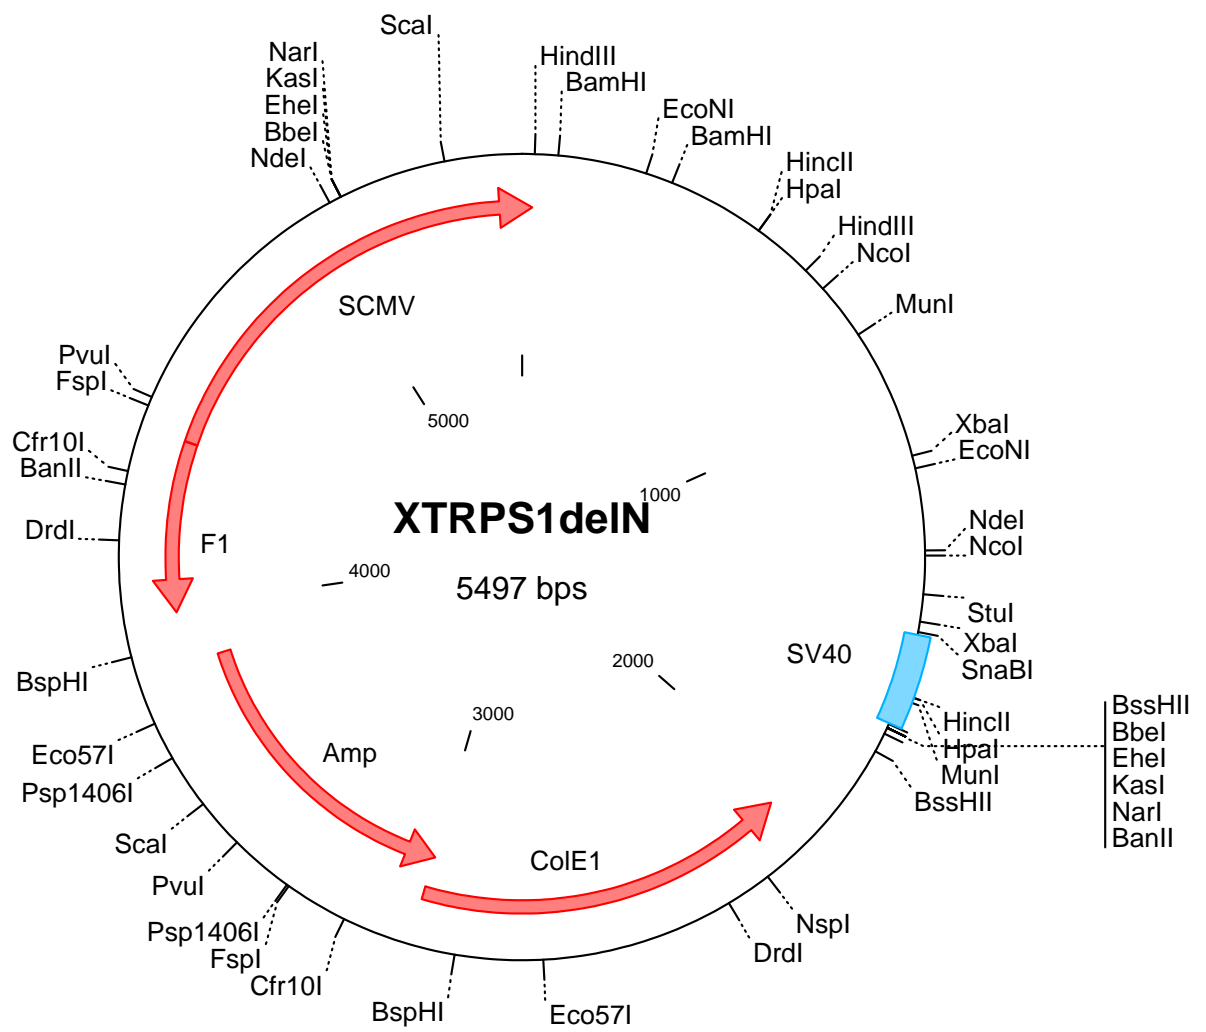 ScaI
NarI
KasI
EheI
BbeI
NdeI
HindIII
BamHI
EcoNI
BamHI
HincII
HpaI
HindIII
NcoI
MunI
SCMV
PvuI
FspI
Cfr10I
BanII
DrdI
F1
5000
1000
XbaI
EcoNI
XTRPS1delN
5497 bps
4000
NdeI
NcoI
StuI
XbaI
SnaBI
SV40
2000
3000
BspHI
Eco57I
Psp1406I
Amp
HincII
HpaI
MunI
BssHII
BssHII
BbeI
EheI
KasI
NarI
BanII
ScaI
PvuI
Psp1406I
FspI
Cfr10I
ColE1
BspHI
Eco57I
DrdI
NspI